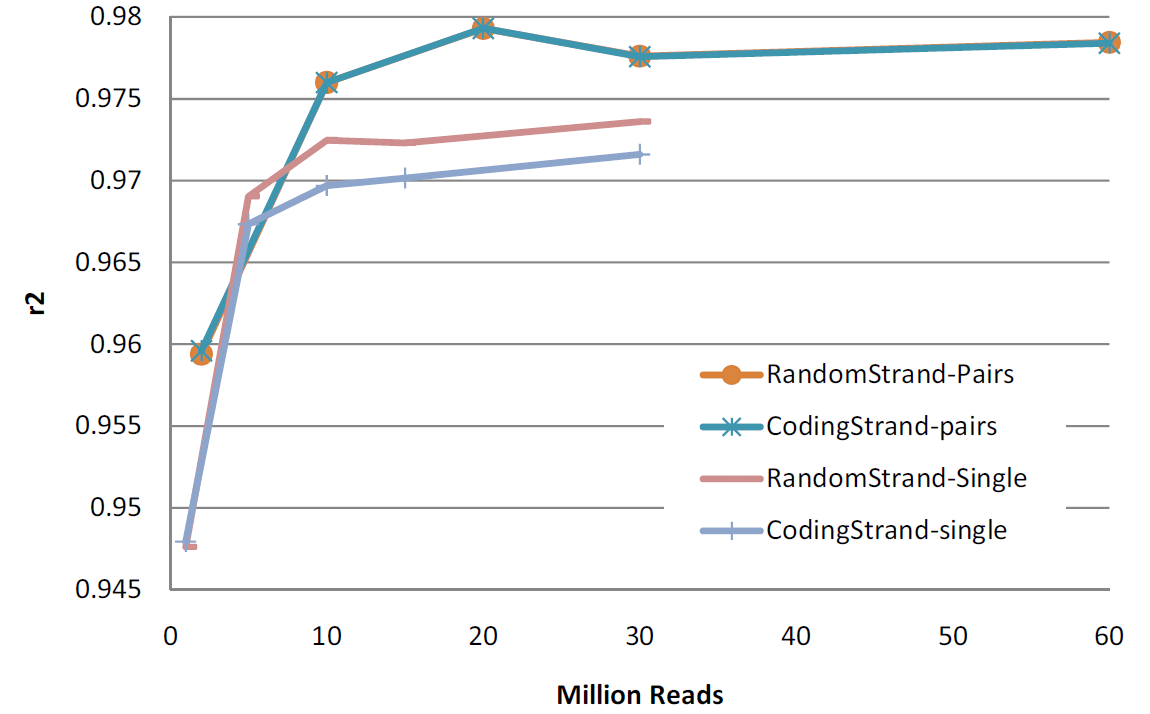 0.98
0.975
0.97
0.965
0.96
0.955
0.95
0.945
r2
0 10 20 30 40 50 60
Million Reads
RandomStrand-Pairs
CodingStrand-pairs
RandomStrand-Single
CodingStrand-single